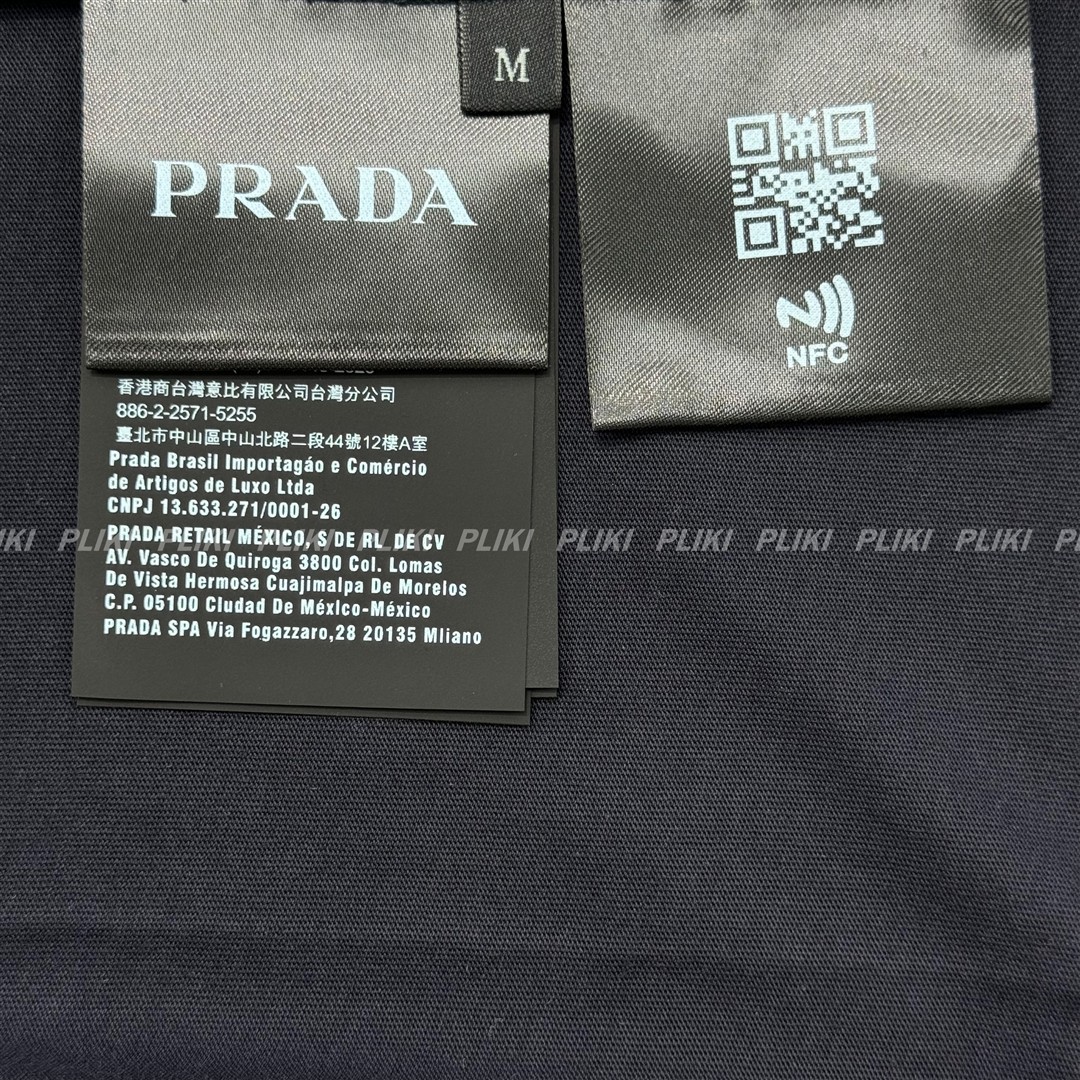 M
PRADA
NFC
香港商台灣意比有限公司台灣分公司
886-2-2571-5255
臺北市中山區中山北路二段44號12樓A室
Prada Brasil Importagáo e Comércio
de Artigos de Luxo Ltda
CNPJ 13.633.271/0001-26
PRADA RETAIL MÉXICO, S DE RL DE CV
AV. Vasco De Quiroga 3800 Col. Lomas
De Vista Hermosa Cuajimalpa De Morelos
C.P. 05100 Cludad De Méxlco-México
PRADA SPA Via Fogazzaro,28 20135 Mliano
PLIKI PLIKI PLIKI PLIKI PLIKI PLIKI PLIKI PLIKI PLIKI